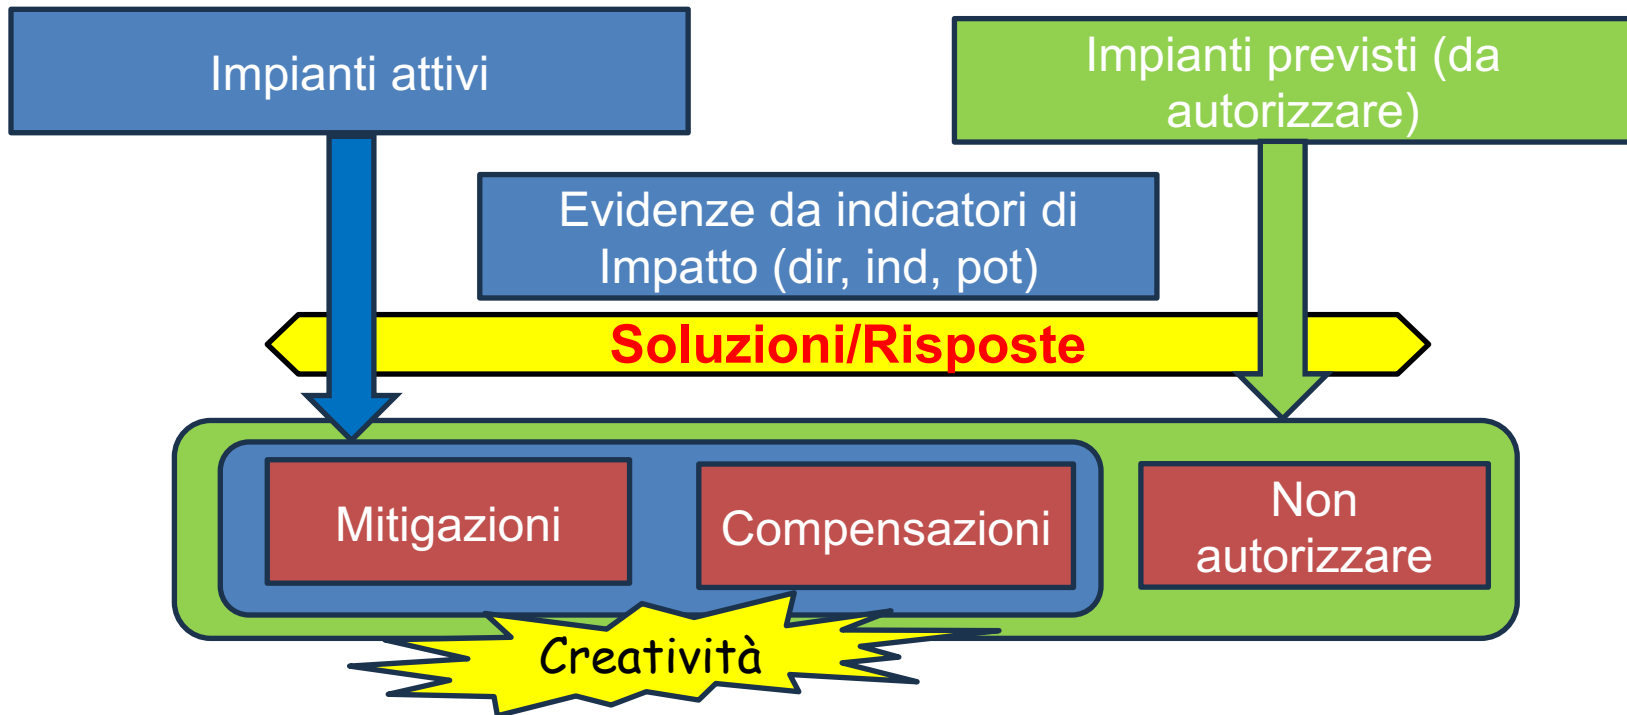 Impianti attivi
Impianti previsti (da
autorizzare)
Evidenze da indicatori di
Impatto (dir, ind, pot)
Soluzioni/Risposte
Mitigazioni
Compensazioni
Non
autorizzare
Creatività